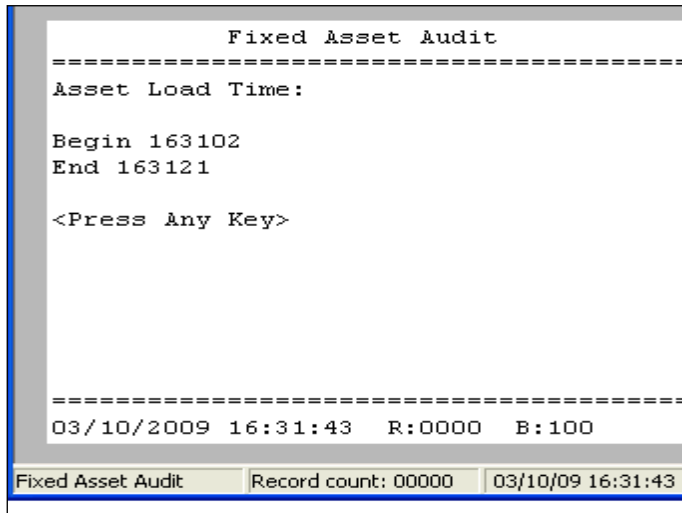 Fixed Asset Audit
========================================
Asset Load Time:
Begin 163102
End 163121
<Press Any Key>
========================================
03/10/2009 16:31:43 R:0000 B:100
Fixed Asset Audit Record count: 00000 03/10/09 16:31:43